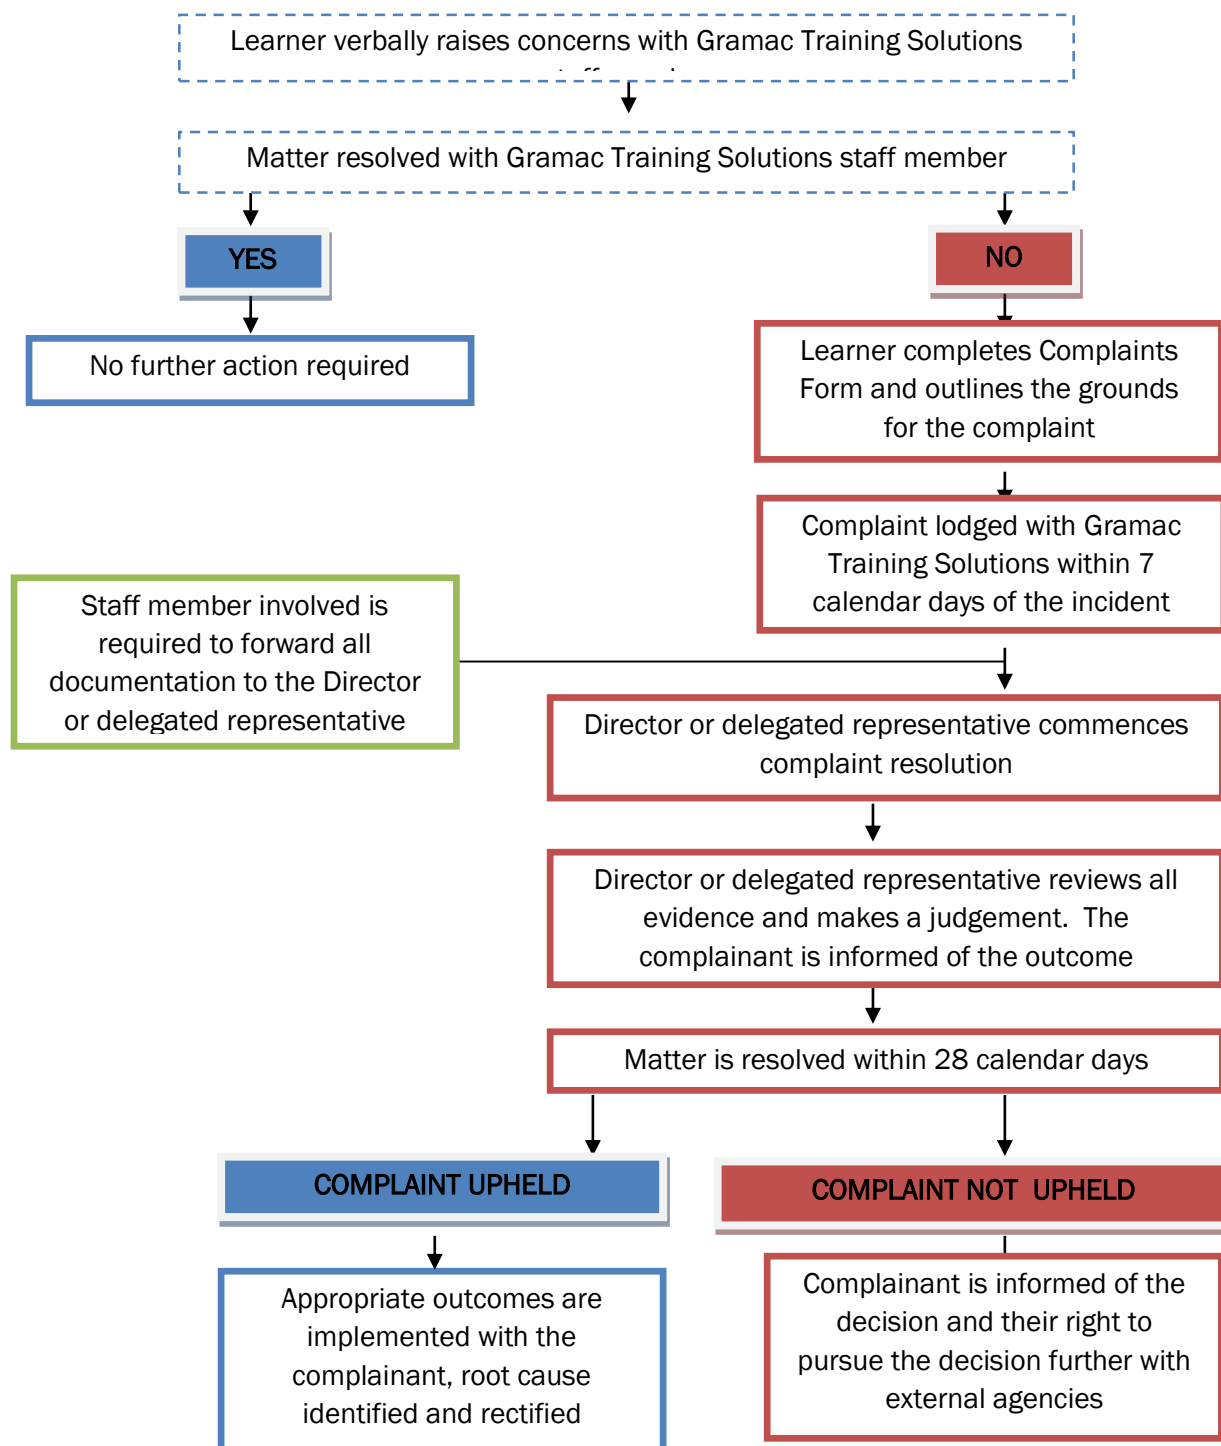 Learner verbally raises concerns with Gramac Training Solutions
Matter resolved with Gramac Training Solutions staff member
YES
NO
No further action required
Learner completes Complaints
Form and outlines the grounds
for the complaint
Complaint lodged with Gramac
Training Solutions within 7
calendar days of the incident
Staff member involved is
required to forward all
documentation to the Director
or delegated representative
Director or delegated representative commences
complaint resolution
Director or delegated representative reviews all
evidence and makes a judgement.  The
complainant is informed of the outcome
Matter is resolved within 28 calendar days
COMPLAINT UPHELD
COMPLAINT NOT  UPHELD
Appropriate outcomes are
implemented with the
complainant, root cause
identified and rectified
Complainant is informed of the
decision and their right to
pursue the decision further with
external agencies